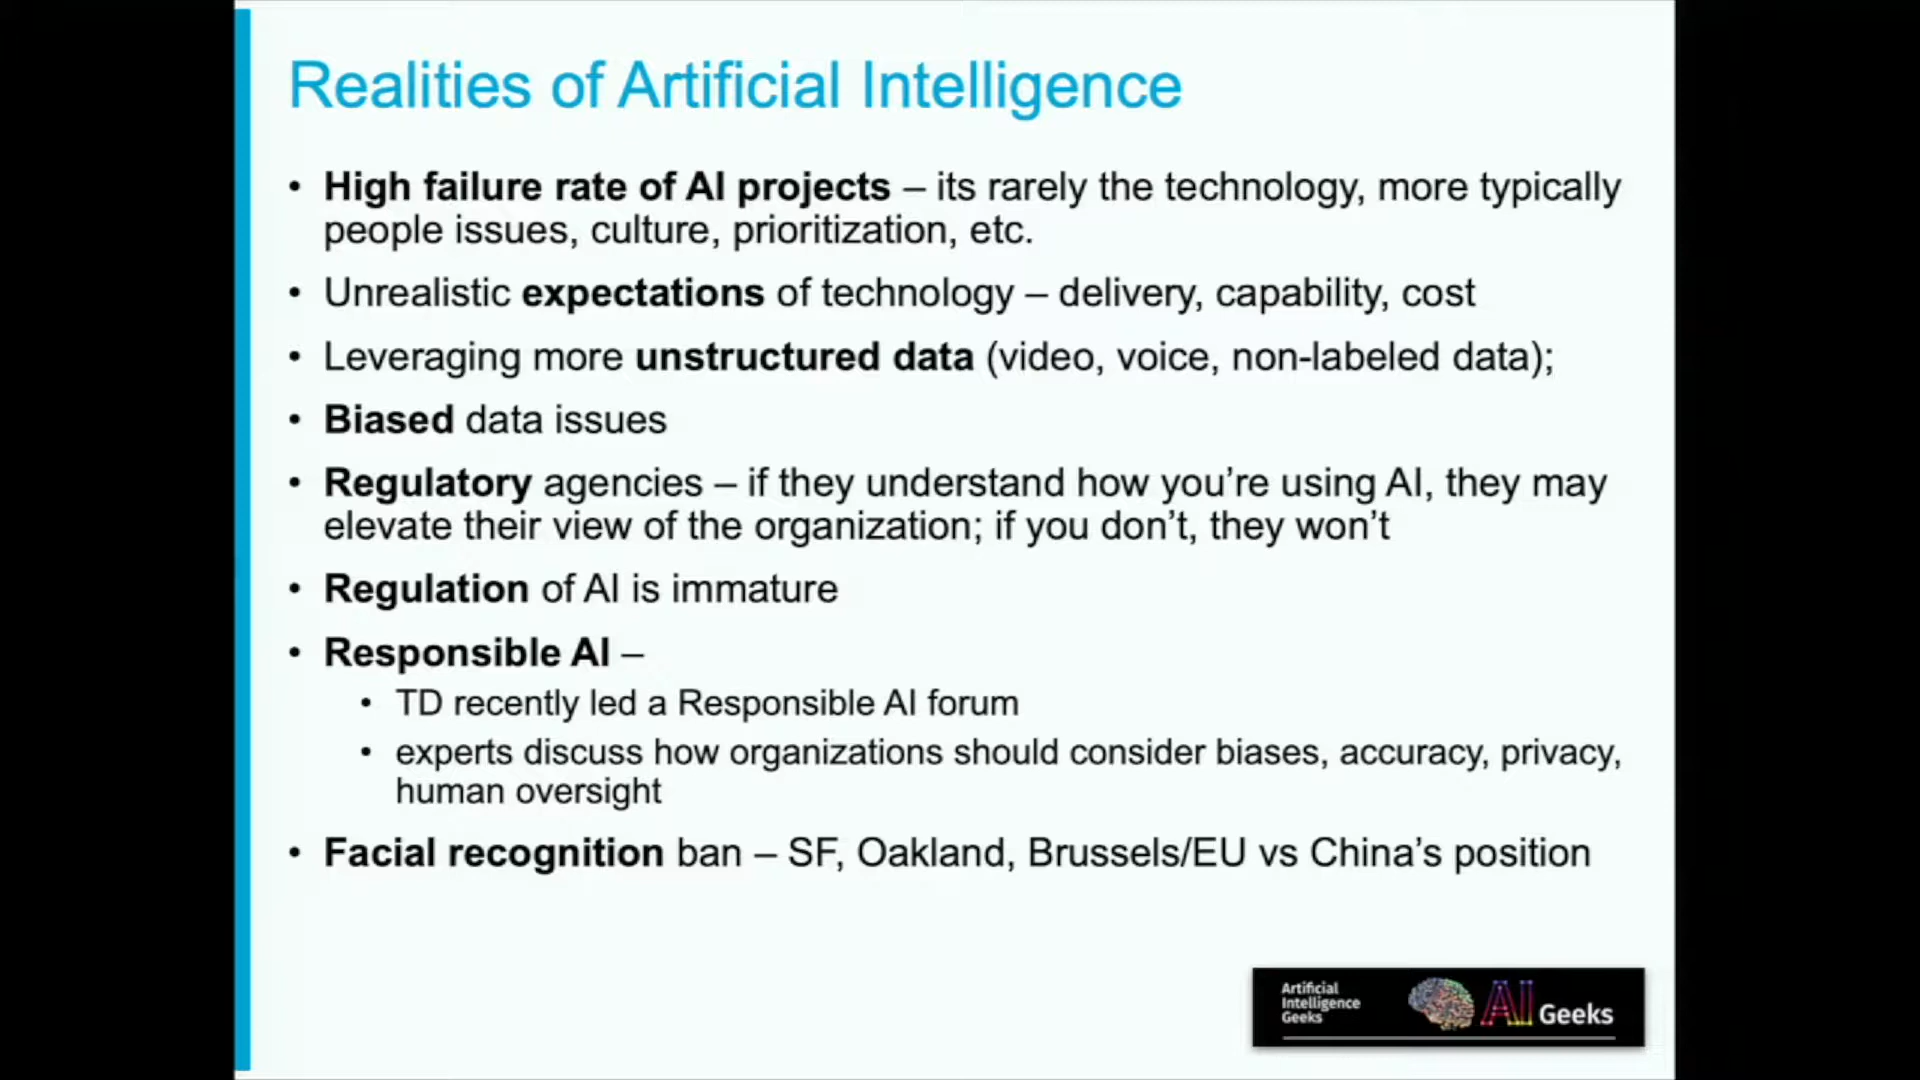 Realities of Artificial Intelligence
• High failure rate of AI projects – its rarely the technology, more typically
people issues, culture, prioritization, etc.
• Unrealistic expectations of technology – delivery, capability, cost
• Leveraging more unstructured data (video, voice, non-labeled data);
• Biased data issues
• Regulatory agencies – if they understand how you’re using AI, they may
elevate their view of the organization; if you don’t, they won’t
• Regulation of AI is immature
• Responsible AI –
• TD recently led a Responsible AI forum
• experts discuss how organizations should consider biases, accuracy, privacy,
human oversight
• Facial recognition ban – SF, Oakland, Brussels/EU vs China’s position
Artificial
Intelligence
Geeks
AI Geeks